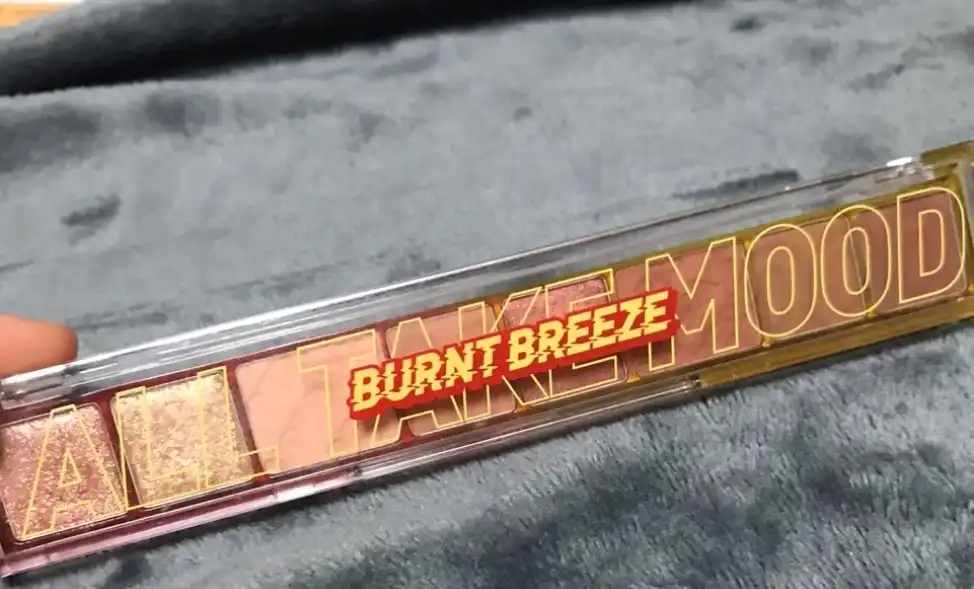 ALL TAKE MOOD
BURNT BREEZE